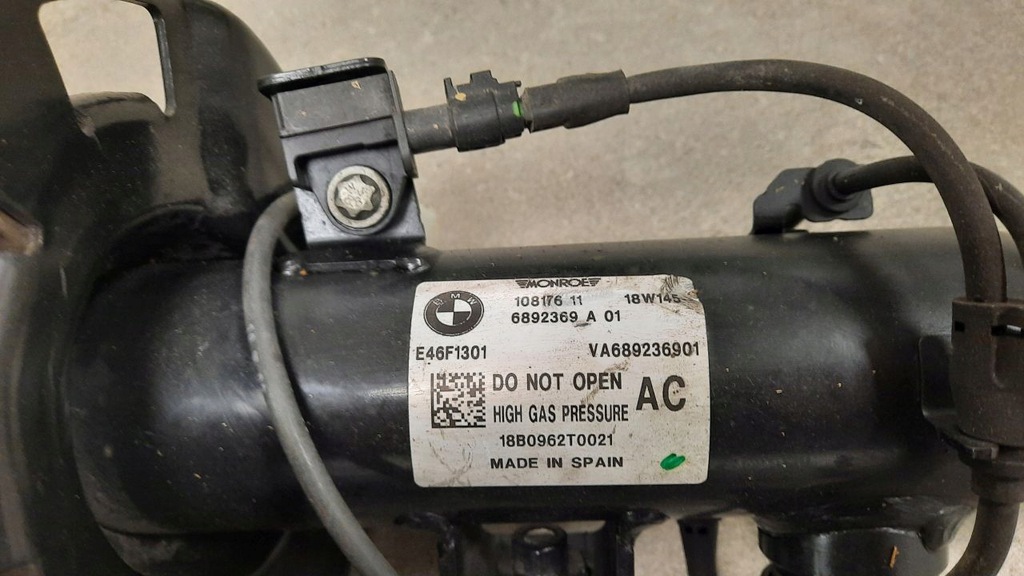 MONROE
108176 11 18W145
6892369 A 01
BMW
E46F1301 VA689236901
DO NOT OPEN
AC
HIGH GAS PRESSURE
18B0962T0021
MADE IN SPAIN